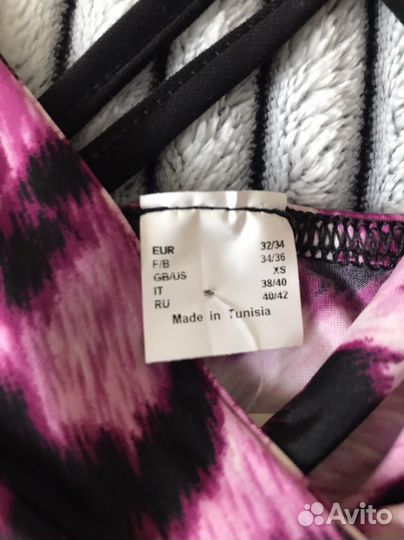 EUR 32/34
F/B 34/36
GB/US XS
IT 38/40
RU 40/42
Made in Tunisia
Avito